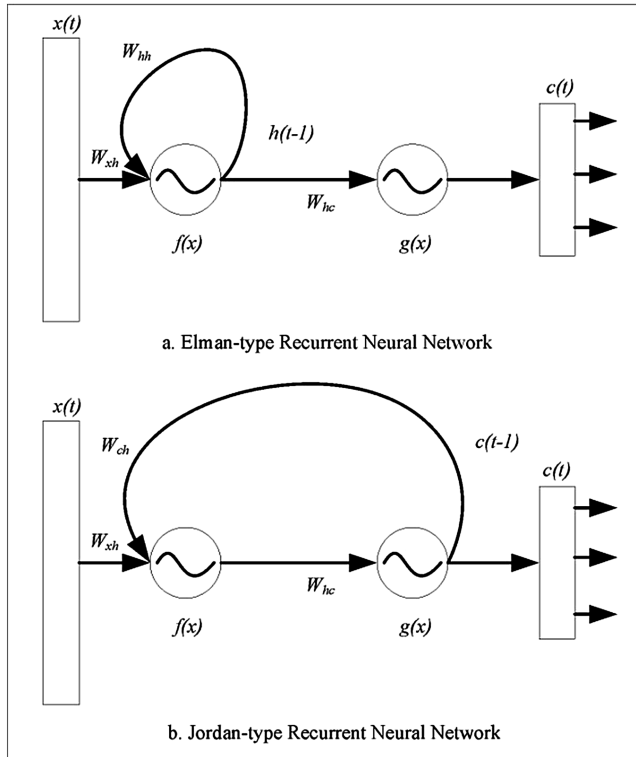 x(t)
W_hh
c(t)
h(t-1)
W_xh
W_hc
f(x)
g(x)
a. Elman-type Recurrent Neural Network
x(t)
W_ch
c(t-1)
c(t)
W_xh
W_hc
f(x)
g(x)
b. Jordan-type Recurrent Neural Network